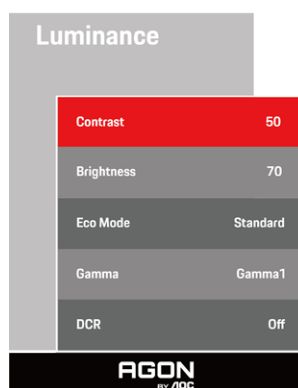 Luminance
Contrast 50
Brightness 70
Eco Mode Standard
Gamma Gamma1
DCR Off
AGON
BY AOC